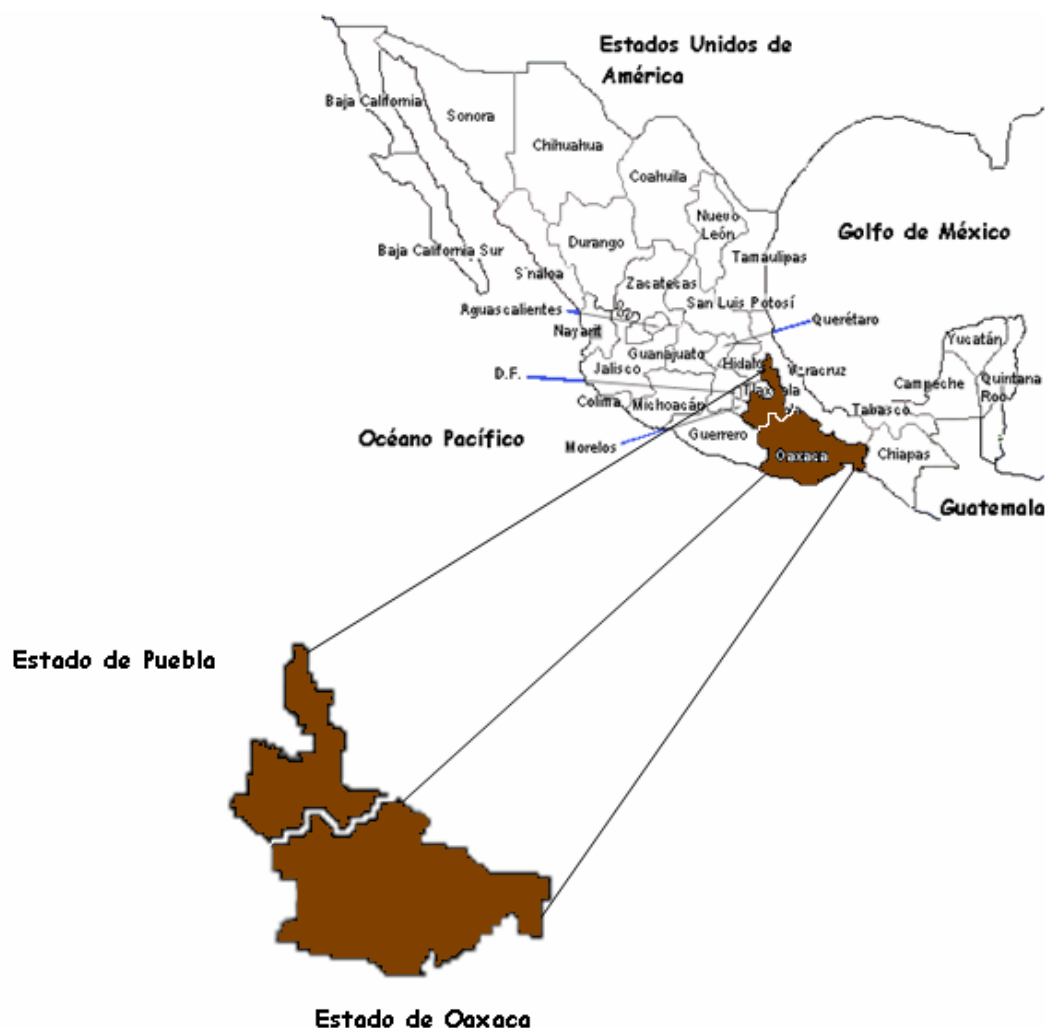 Estados Unidos de
América
Baja California
Sonora
Chihuahua
Coahuila
Nuevo
León
Golfo de México
Baja California Sur
Durango
Tamaulipas
Sinaloa
Zacatecas
San Luis Potosí
Aguascalientes
Querétaro
Nayarit
Yucatán
Guanajuato
Hidalgo
Jalisco
Veracruz
D.F.
Campeche
Quintana
Roo
Tlaxcala
Colima
Michoacán
Tabasco
Océano Pacífico
Guerrero
Morelos
Oaxaca
Chiapas
Guatemala
Estado de Puebla
Estado de Oaxaca